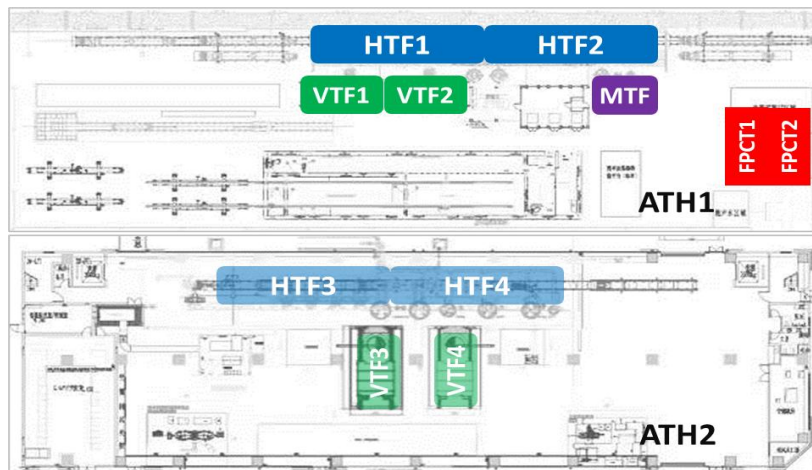 HTF1
HTF2
VTF1
VTF2
MTF
FPCT1
FPCT2
ATH1
HTF3
HTF4
VTF3
VTF4
ATH2